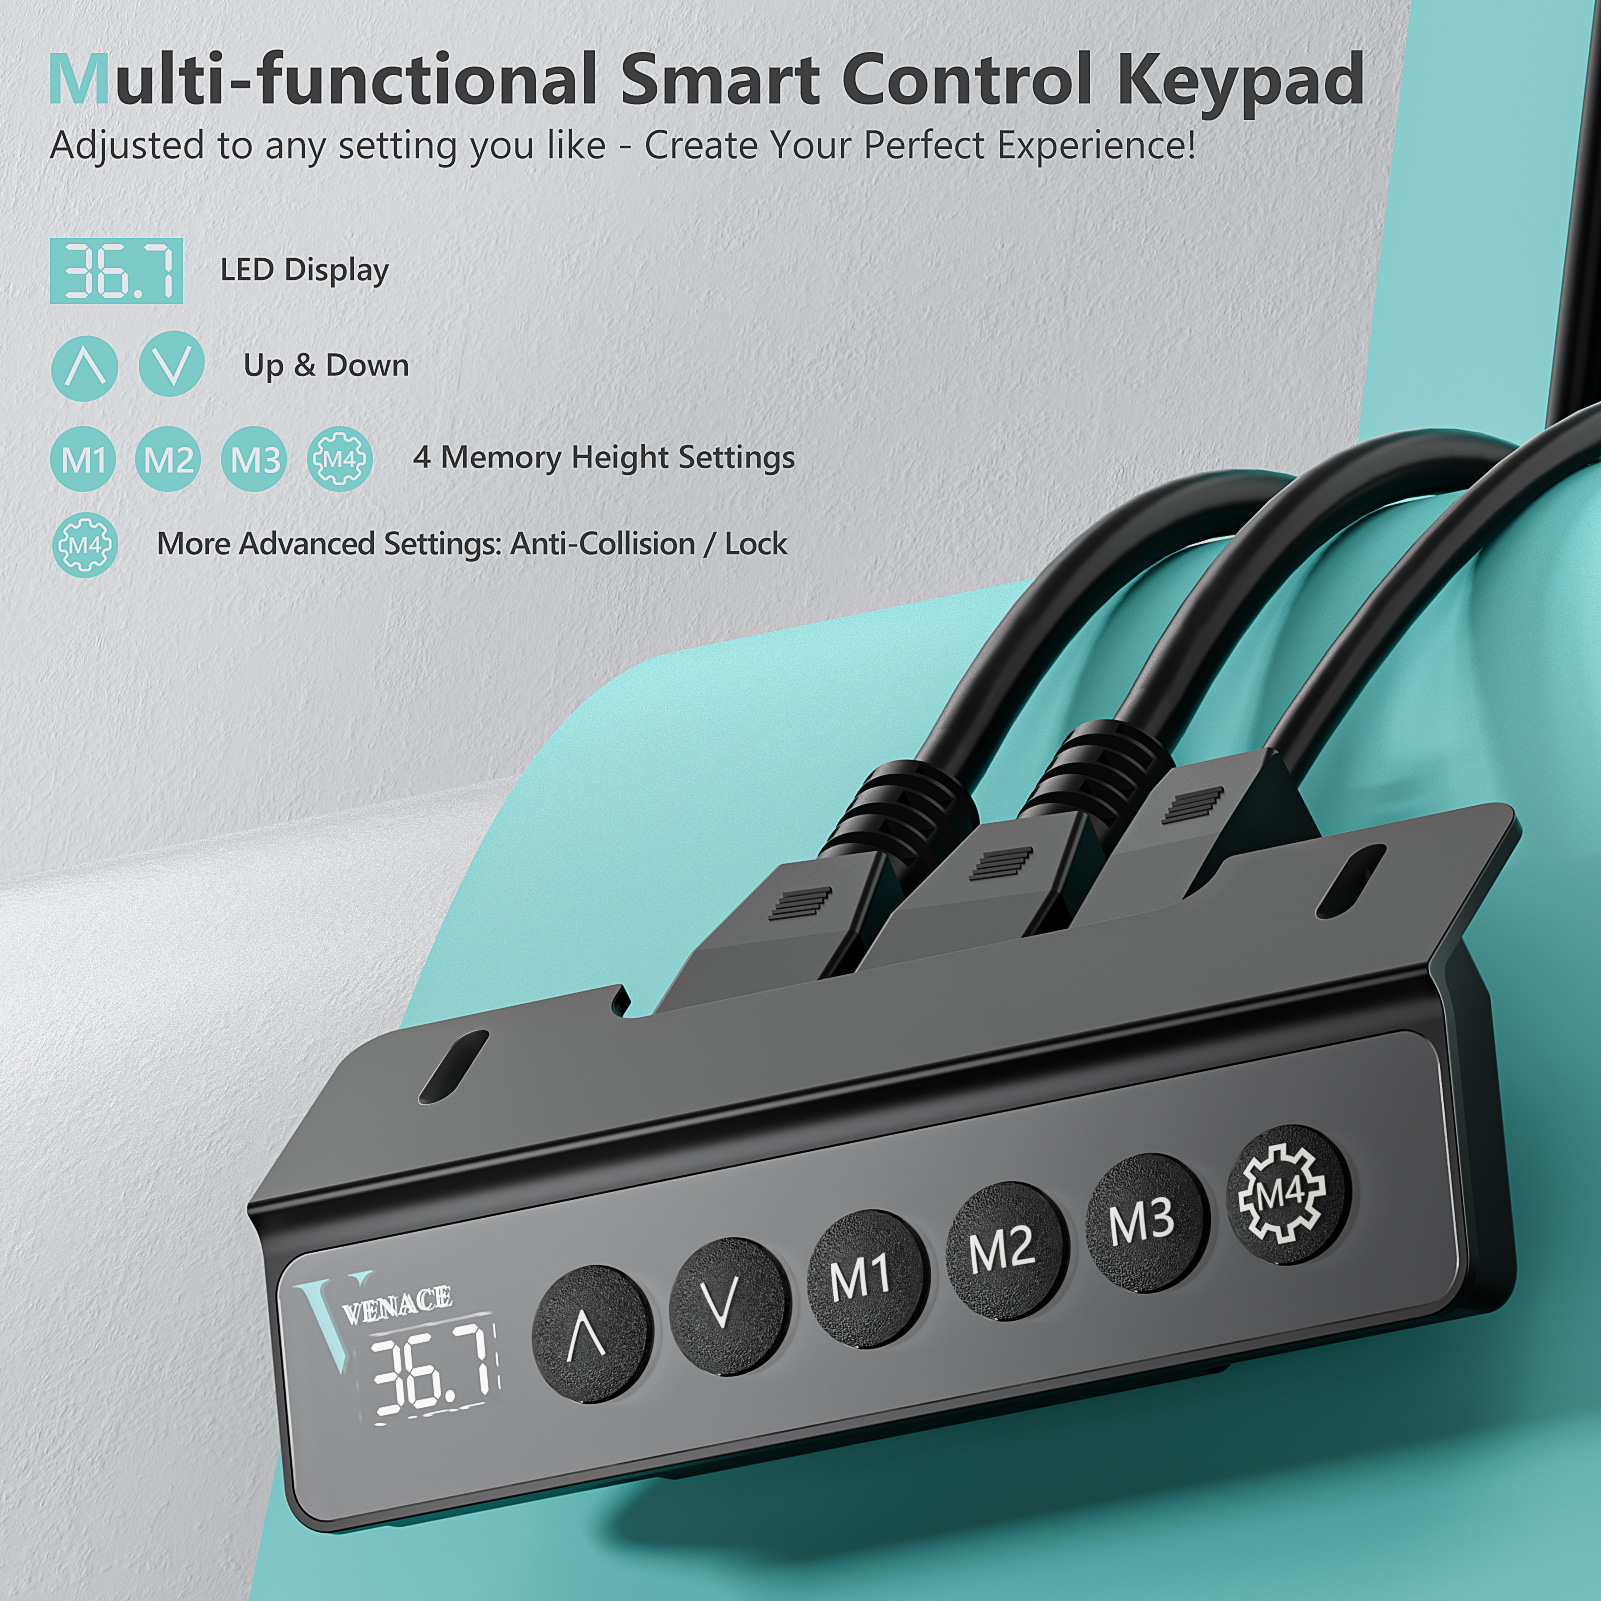 Multi-functional Smart Control Keypad
Adjusted to any setting you like - Create Your Perfect Experience!
36.7 LED Display
Up & Down
M1 M2 M3 M4 4 Memory Height Settings
M4 More Advanced Settings: Anti-Collision / Lock
V VENACE
36.7
M1 M2 M3 M4